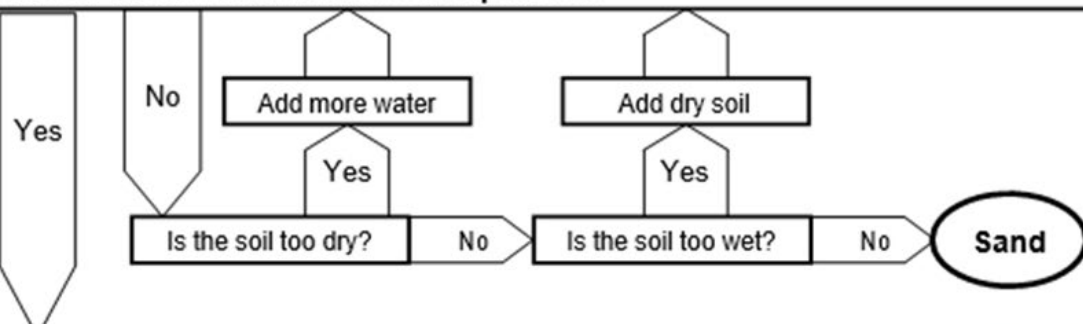 Yes
No
Add more water
Add dry soil
Yes
Yes
Is the soil too dry?
No
Is the soil too wet?
No
Sand